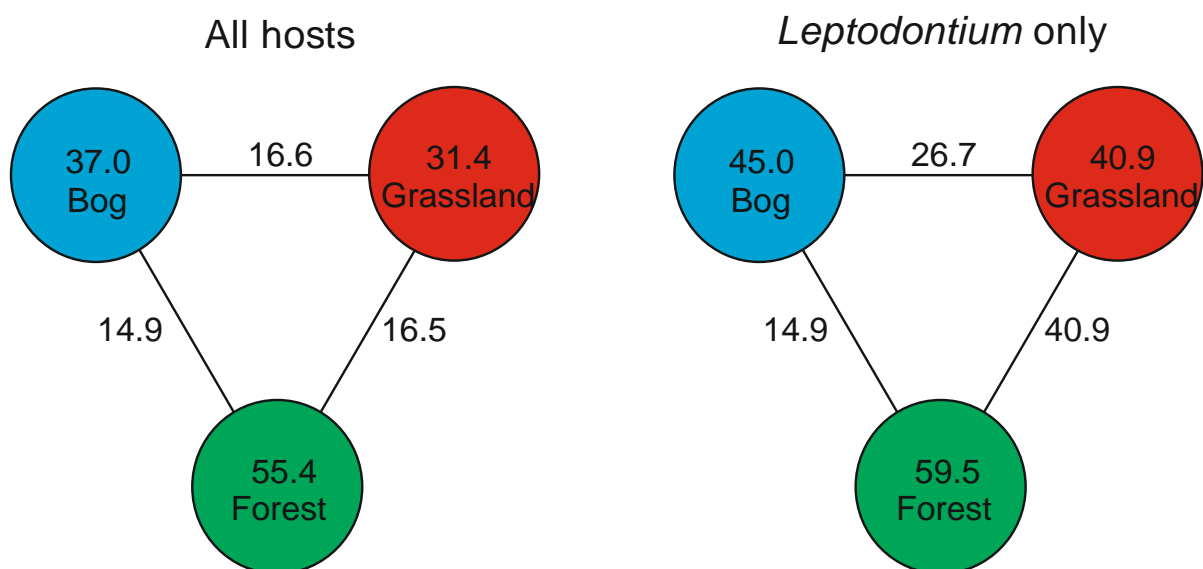 All hosts
37.0
Bog
16.6
31.4
Grassland
14.9
16.5
55.4
Forest
Leptodontium only
45.0
Bog
26.7
40.9
Grassland
14.9
40.9
59.5
Forest